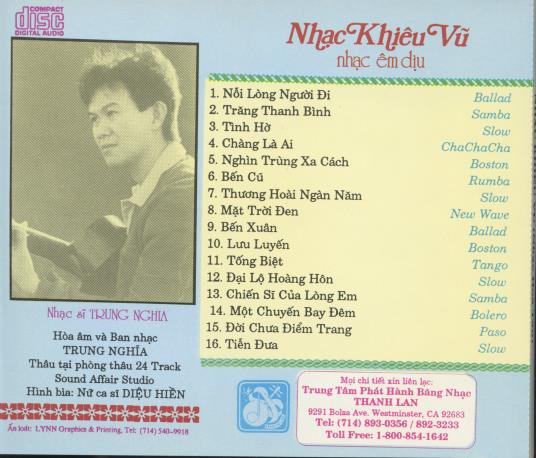 COMPACT
disc
DIGITAL AUDIO
Nhạc Khiêu Vũ
nhạc êm dịu
1. Nỗi Lòng Người Đi Ballad
2. Trăng Thanh Bình Samba
3. Tình Hờ Slow
4. Chàng Là Ai ChaChaCha
5. Nghìn Trùng Xa Cách Boston
6. Bến Cũ Rumba
7. Thương Hoài Ngàn Năm Slow
8. Mặt Trời Đen New Wave
9. Bến Xuân Ballad
10. Lưu Luyến Boston
11. Tống Biệt Tango
12. Đại Lộ Hoàng Hôn Slow
13. Chiến Sĩ Của Lòng Em Samba
14. Một Chuyến Bay Đêm Bolero
15. Đời Chưa Điểm Trang Paso
16. Tiễn Đưa Slow
Nhạc sĩ TRUNG NGHIA
Hòa âm và Ban nhạc
TRUNG NGHĨA
Thâu tại phòng thâu 24 Track
Sound Affair Studio
Hình bìa: Nữ ca sĩ DIỆU HIỀN
Ấn loát: LYNN Graphics & Printing, Tel: (714) 540-9918
Mọi chi tiết xin liên lạc:
Trung Tâm Phát Hành Băng Nhạc
THANH LAN
9291 Bolsa Ave. Westminster, CA 92683
Tel: (714) 893-0356 / 892-3233
Toll Free: 1-800-854-1642